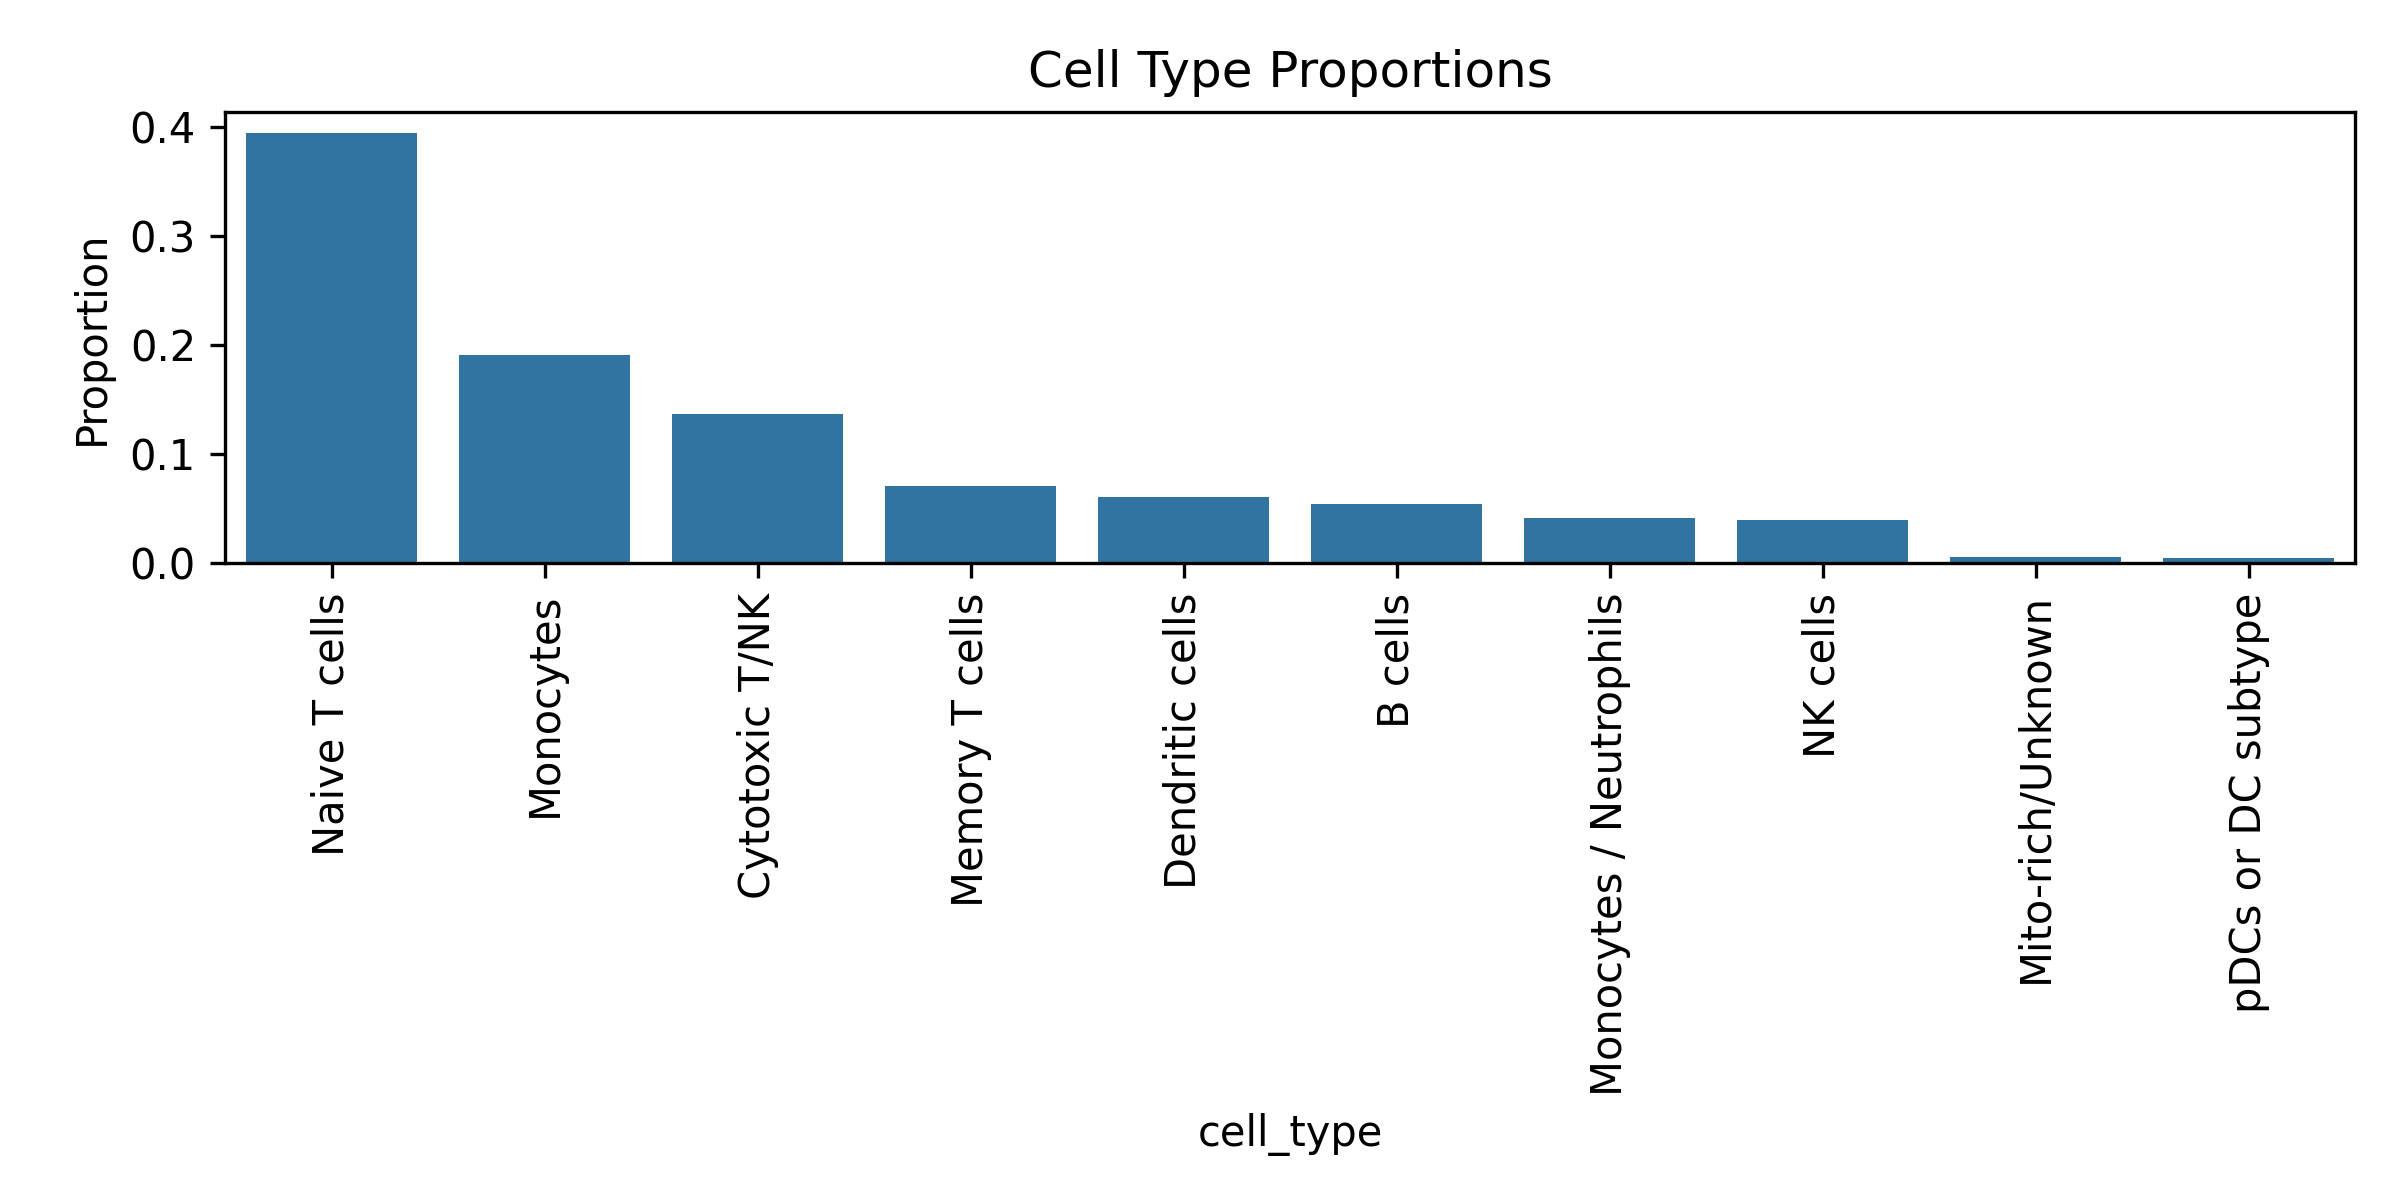 Cell Type Proportions
Proportion
0.4
0.3
0.2
0.1
0.0
Naive T cells
Monocytes
Cytotoxic T/NK
Memory T cells
Dendritic cells
B cells
Monocytes / Neutrophils
NK cells
Mito-rich/Unknown
pDCs or DC subtype
cell_type